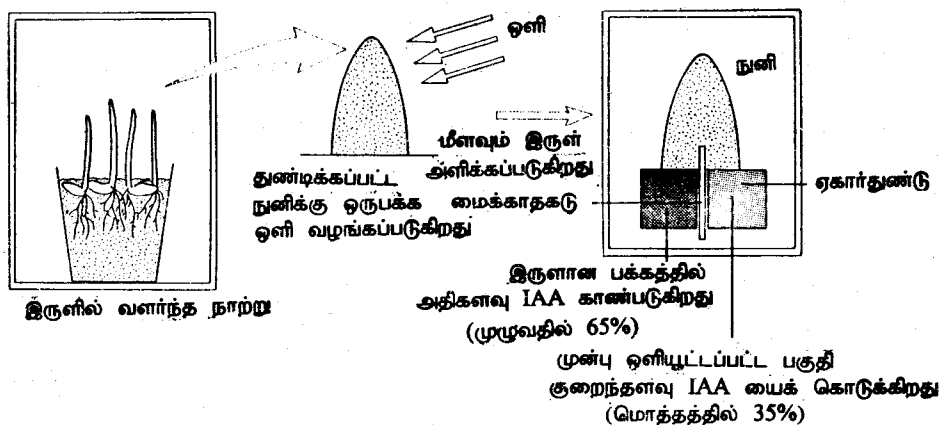 ஒளி
நுனி
மீளவும் இருள்
அளிக்கப்படுகிறது
துண்டிக்கப்பட்ட
நுனிக்கு ஒருபக்க
ஒளி வழங்கப்படுகிறது
மைக்காதகடு
ஏகார்துண்டு
இருளில் வளர்ந்த நாற்று
இருளான பக்கத்தில்
அதிகளவு IAA காண்படுகிறது
(முழுவதில் 65%)
முன்பு ஒளியூட்டப்பட்ட பகுதி
குறைந்தளவு IAA யைக் கொடுக்கிறது
(மொத்தத்தில் 35%)